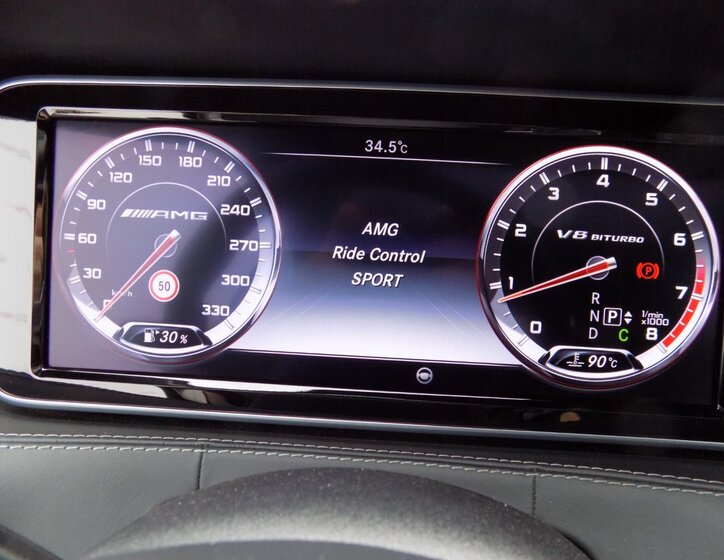 34.5°c
0
30
60
90
120
150
180
210
240
270
300
330
AMG
km/h
50
30 %
AMG
Ride Control
SPORT
0
1
2
3
4
5
6
7
8
V8 BITURBO
(P)
R
N P
D C
1/min
x1000
90°c